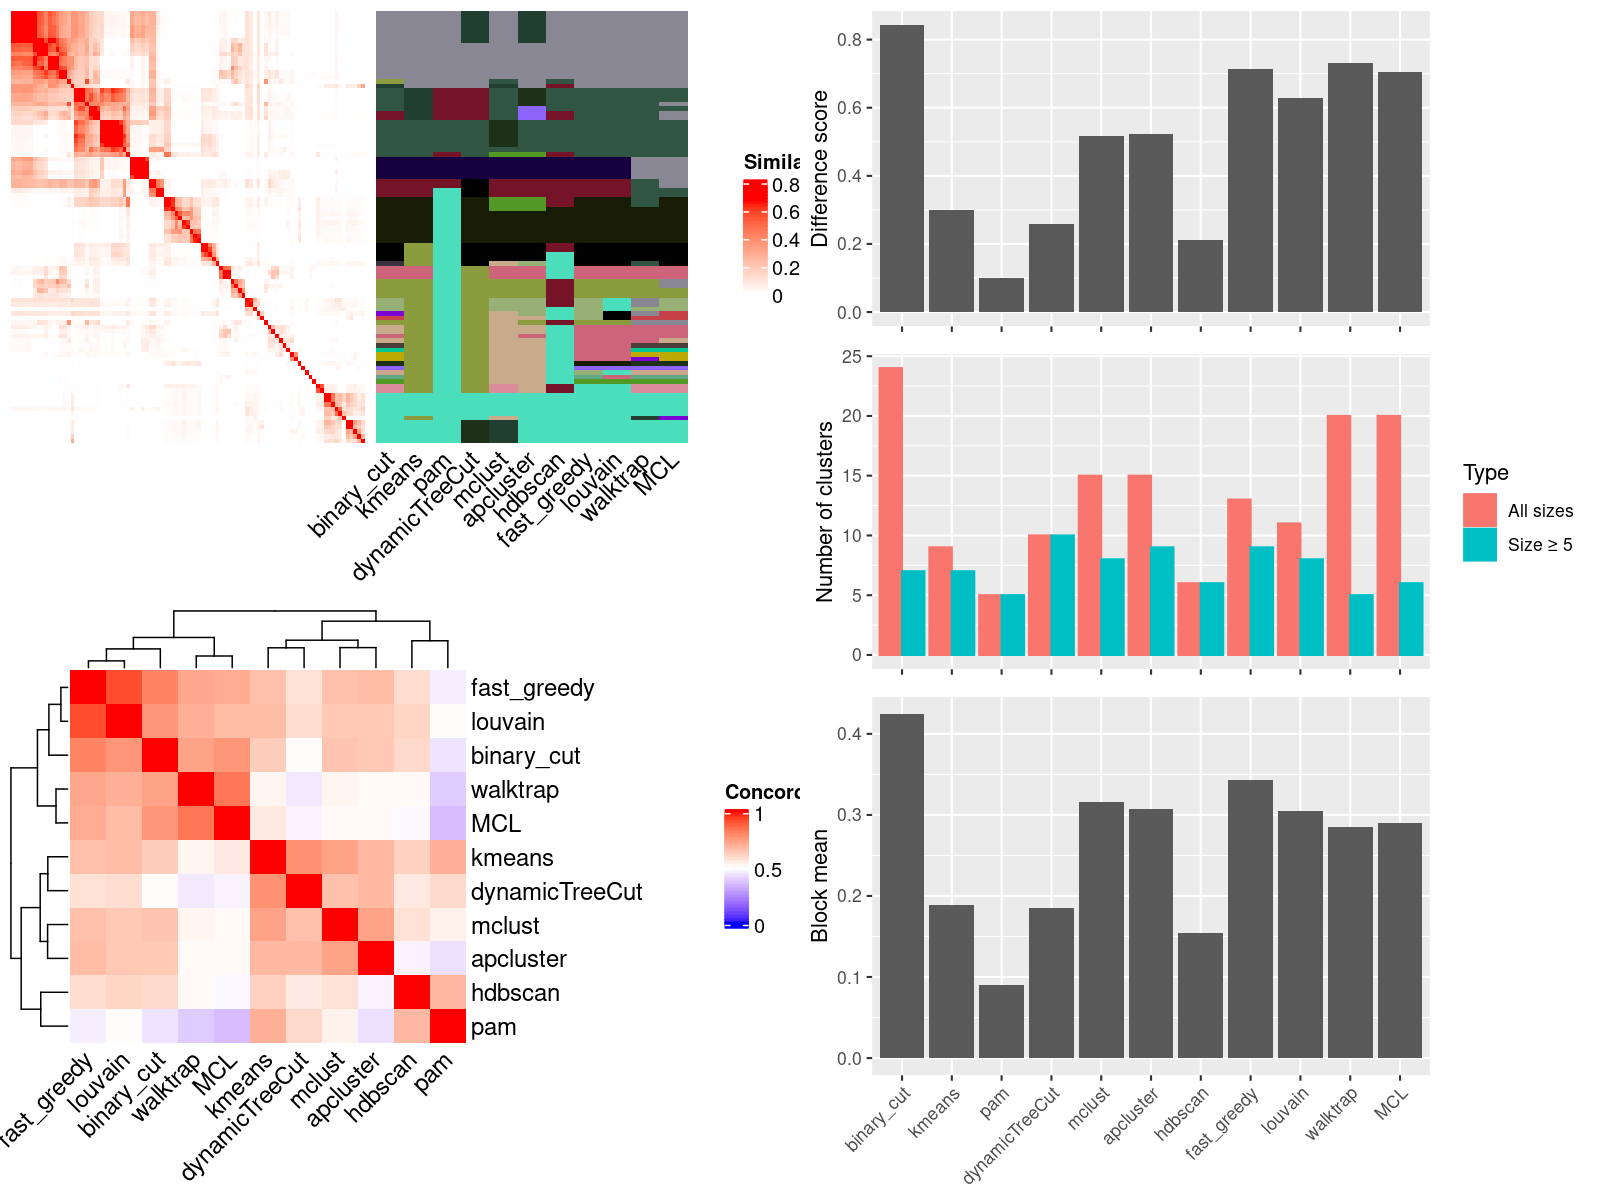 Simila
0.8
0.6
0.4
0.2
0
binary_cut
kmeans
pam
dynamicTreeCut
mclust
apcluster
hdbscan
fast_greedy
louvain
walktrap
MCL
fast_greedy
louvain
binary_cut
walktrap
MCL
kmeans
dynamicTreeCut
mclust
apcluster
hdbscan
pam
Concord
1
0.5
0
fast_greedy
louvain
binary_cut
walktrap
MCL
kmeans
dynamicTreeCut
mclust
apcluster
hdbscan
pam
Difference score
0.8
0.6
0.4
0.2
0.0
Number of clusters
25
20
15
10
5
0
Type
All sizes
Size ≥ 5
Block mean
0.4
0.3
0.2
0.1
0.0
binary_cut
kmeans
pam
dynamicTreeCut
mclust
apcluster
hdbscan
fast_greedy
louvain
walktrap
MCL